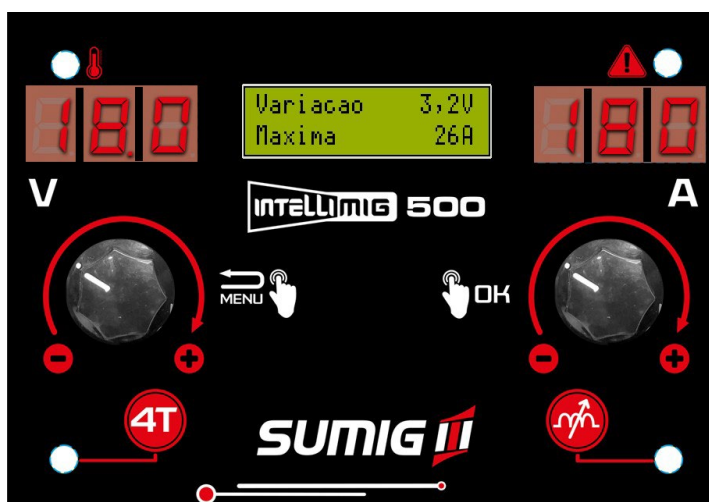 18.0
Variacao 3,2V
Maxima 26A
180
V
INTELLIMIG 500
A
MENU
OK
4T
SUMIG